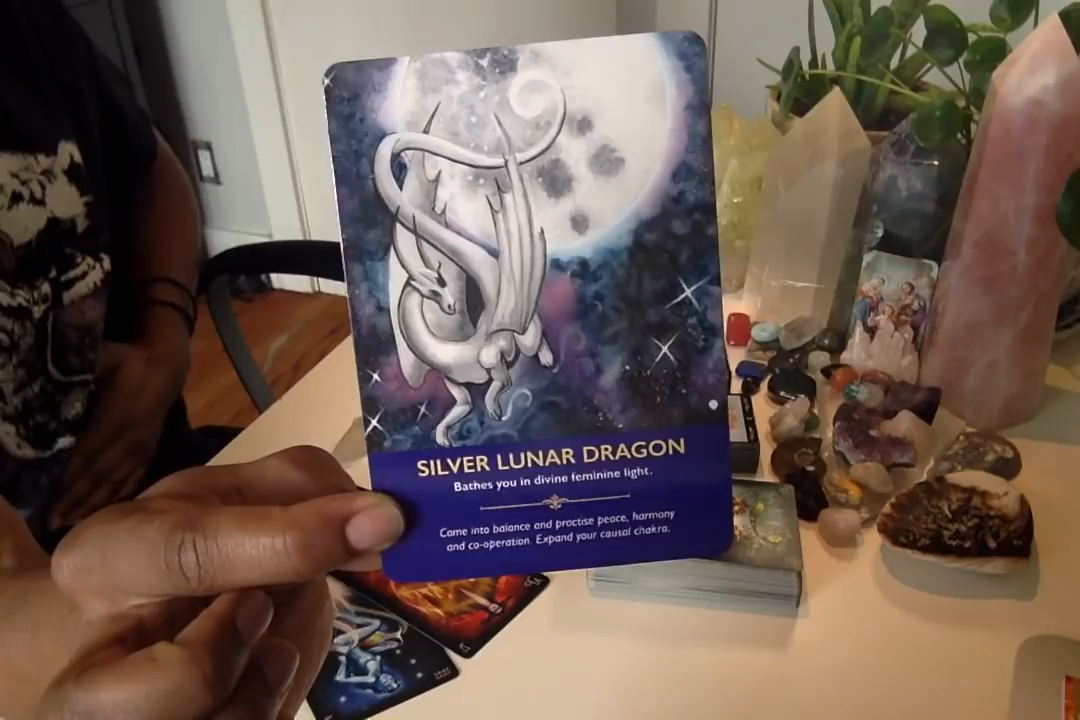 SILVER LUNAR DRAGON
Bathes you in divine feminine light.
Come into balance and practise peace, harmony
and co-operation. Expand your causal chakra.